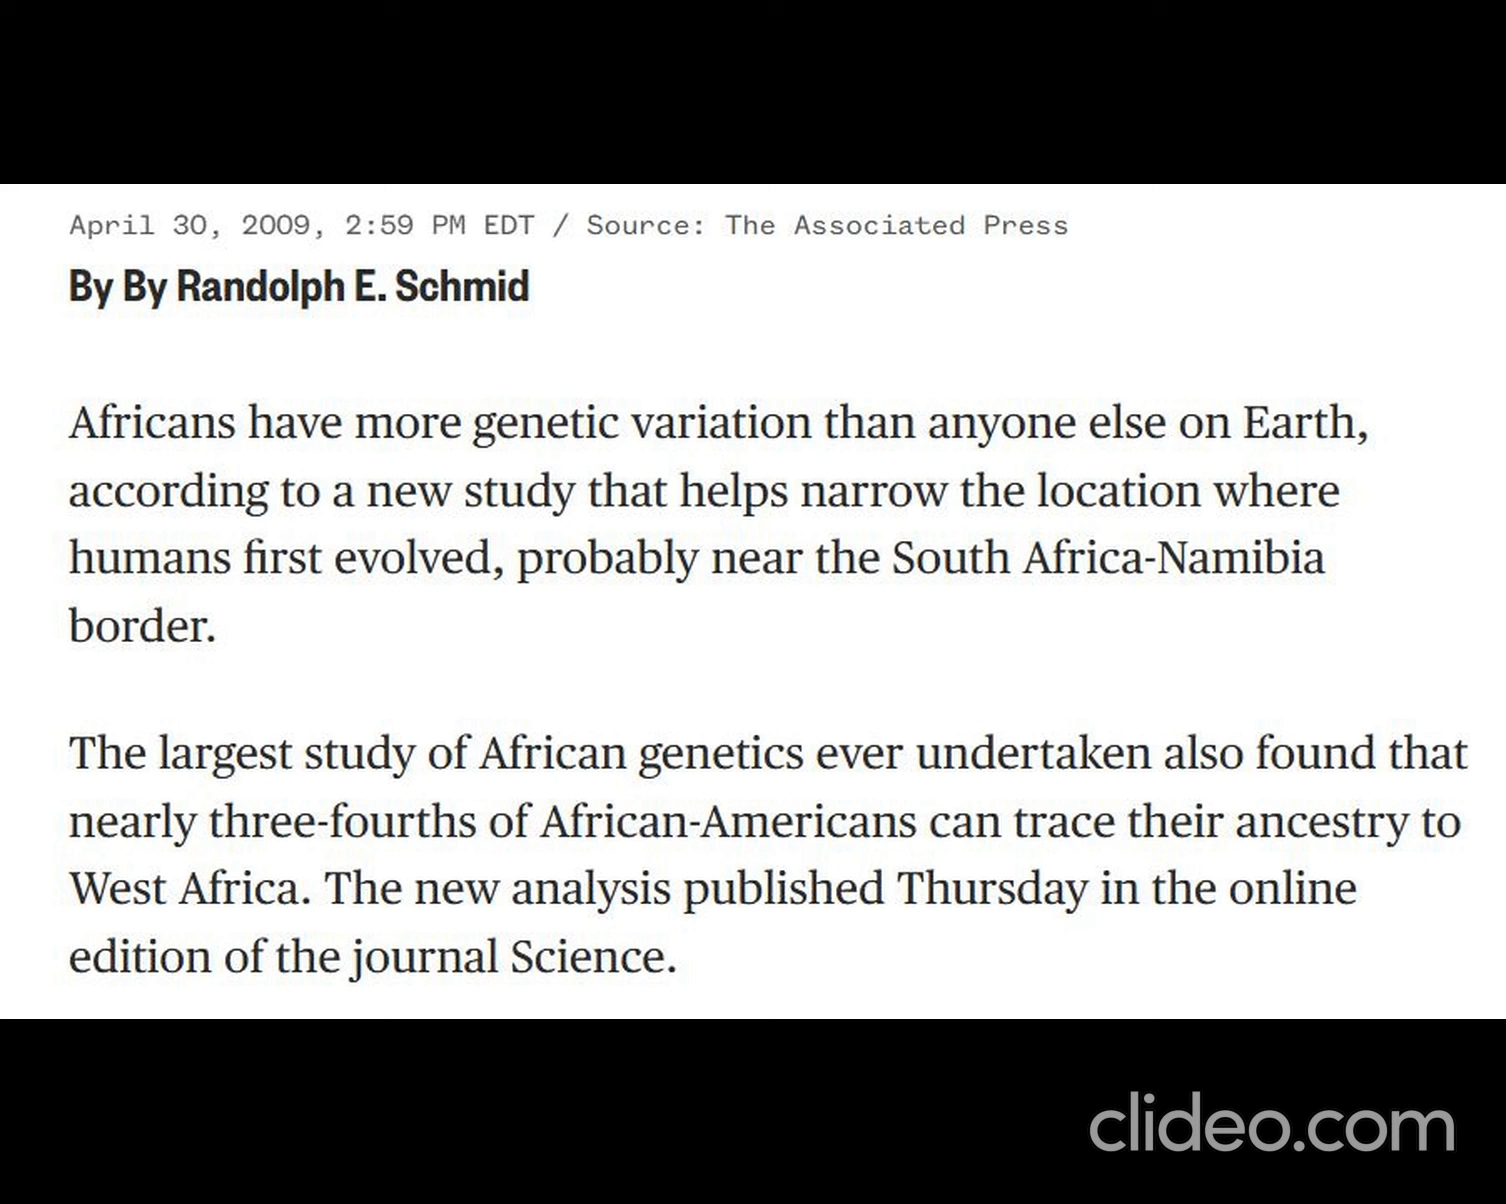 April 30, 2009, 2:59 PM EDT / Source: The Associated Press
By By Randolph E. Schmid
Africans have more genetic variation than anyone else on Earth,
according to a new study that helps narrow the location where
humans first evolved, probably near the South Africa-Namibia
border.
The largest study of African genetics ever undertaken also found that
nearly three-fourths of African-Americans can trace their ancestry to
West Africa. The new analysis published Thursday in the online
edition of the journal Science.
clideo.com